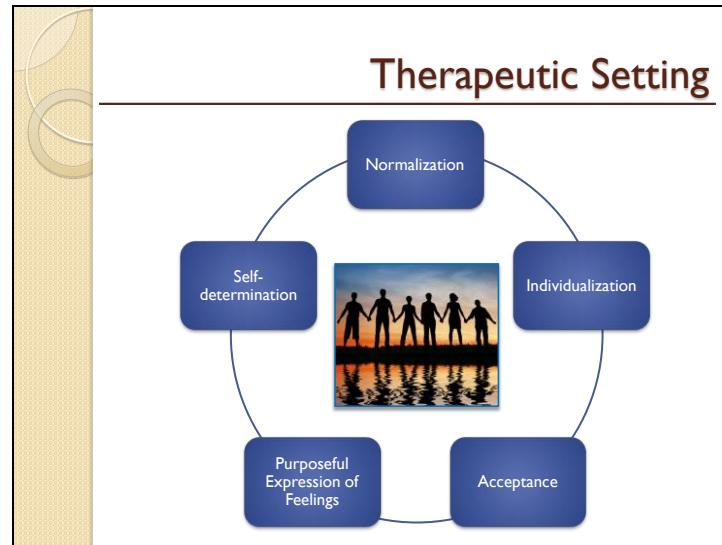 Therapeutic Setting
Normalization
Individualization
Acceptance
Purposeful
Expression of
Feelings
Self-
determination